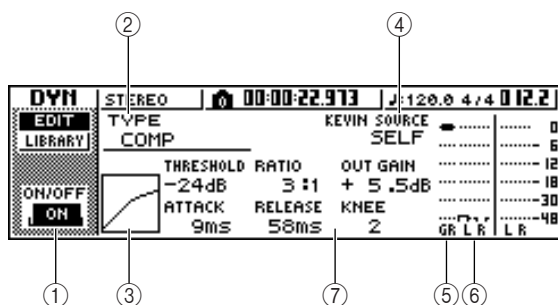 ② ④
DYN STEREO 00:00:22.913 ♩:120.0 4/4 012.2
EDIT TYPE KEVIN SOURCE
LIBRARY COMP SELF
THRESHOLD RATIO OUT GAIN
-24dB 3:1 + 5.5dB
ON/OFF ATTACK RELEASE KNEE
ON 9ms 58ms 2
0
6
12
18
30
48
GR L R L R
① ③ ⑦ ⑤ ⑥